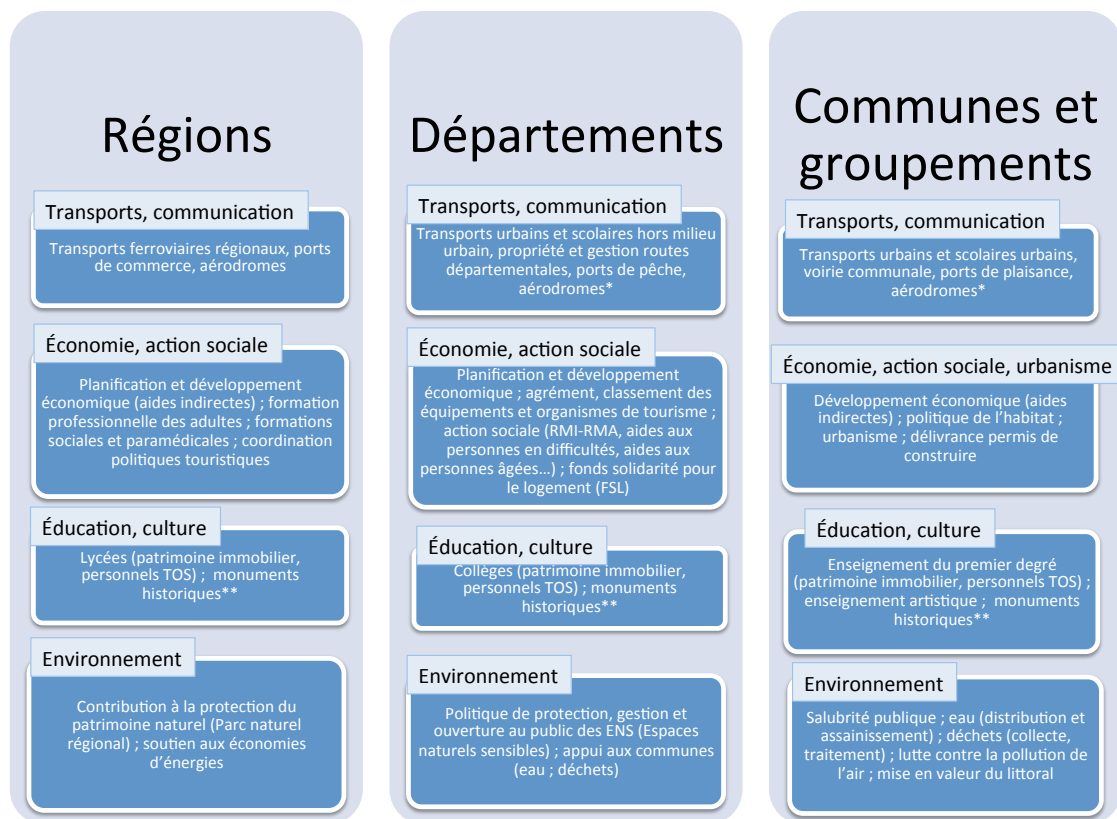 Régions
Transports, communication
Transports ferroviaires régionaux, ports
de commerce, aérodromes
Économie, action sociale
Planification et développement
économique (aides indirectes) ; formation
professionnelle des adultes ; formations
sociales et paramédicales ; coordination
politiques touristiques
Éducation, culture
Lycées (patrimoine immobilier,
personnels TOS) ; monuments
historiques**
Environnement
Contribution à la protection du
patrimoine naturel (Parc naturel
régional) ; soutien aux économies
d’énergies
Départements
Transports, communication
Transports urbains et scolaires hors milieu
urbain, propriété et gestion routes
départementales, ports de pêche,
aérodromes*
Économie, action sociale
Planification et développement
économique ; agrément, classement des
équipements et organismes de tourisme ;
action sociale (RMI-RMA, aides aux
personnes en difficultés, aides aux
personnes âgées…) ; fonds solidarité pour
le logement (FSL)
Éducation, culture
Collèges (patrimoine immobilier,
personnels TOS) ; monuments
historiques**
Environnement
Politique de protection, gestion et
ouverture au public des ENS (Espaces
naturels sensibles) ; appui aux communes
(eau ; déchets)
Communes et
groupements
Transports, communication
Transports urbains et scolaires urbains,
voirie communale, ports de plaisance,
aérodromes*
Économie, action sociale, urbanisme
Développement économique (aides
indirectes) ; politique de l’habitat ;
urbanisme ; délivrance permis de
construire
Éducation, culture
Enseignement du premier degré
(patrimoine immobilier, personnels TOS) ;
enseignement artistique ; monuments
historiques**
Environnement
Salubrité publique ; eau (distribution et
assainissement) ; déchets (collecte,
traitement) ; lutte contre la pollution de
l’air ; mise en valeur du littoral